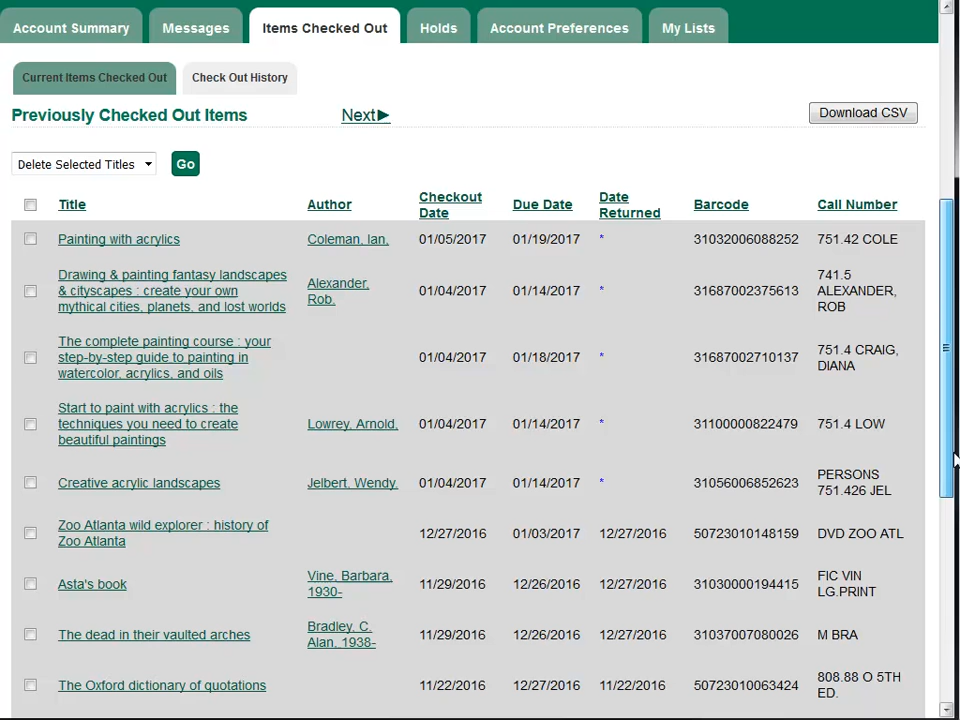 Account Summary Messages Items Checked Out Holds Account Preferences My Lists
Current Items Checked Out Check Out History
Previously Checked Out Items Next▶ Download CSV
Delete Selected Titles Go
Title Author Checkout Date Due Date Date Returned Barcode Call Number
Painting with acrylics Coleman, Ian, 01/05/2017 01/19/2017 * 31032006088252 751.42 COLE
Drawing & painting fantasy landscapes
& cityscapes : create your own
mythical cities, planets, and lost worlds
Alexander,
Rob,
01/04/2017 01/14/2017 * 31687002375613
741.5
ALEXANDER,
ROB
The complete painting course : your
step-by-step guide to painting in
watercolor, acrylics, and oils
01/04/2017 01/18/2017 * 31687002710137
751.4 CRAIG,
DIANA
Start to paint with acrylics : the
techniques you need to create
beautiful paintings
Lowrey, Arnold, 01/04/2017 01/14/2017 * 31100000822479 751.4 LOW
Creative acrylic landscapes Jelbert, Wendy, 01/04/2017 01/14/2017 * 31056006852623
PERSONS
751.426 JEL
Zoo Atlanta wild explorer : history of
Zoo Atlanta
12/27/2016 01/03/2017 12/27/2016 50723010148159 DVD ZOO ATL
Asta's book
Vine, Barbara,
1930-
11/29/2016 12/26/2016 12/27/2016 31030000194415
FIC VIN
LG.PRINT
The dead in their vaulted arches
Bradley, C.
Alan, 1938-
11/29/2016 12/26/2016 12/27/2016 31037007080026 M BRA
The Oxford dictionary of quotations 11/22/2016 12/27/2016 11/22/2016 50723010063424
808.88 O 5TH
ED.